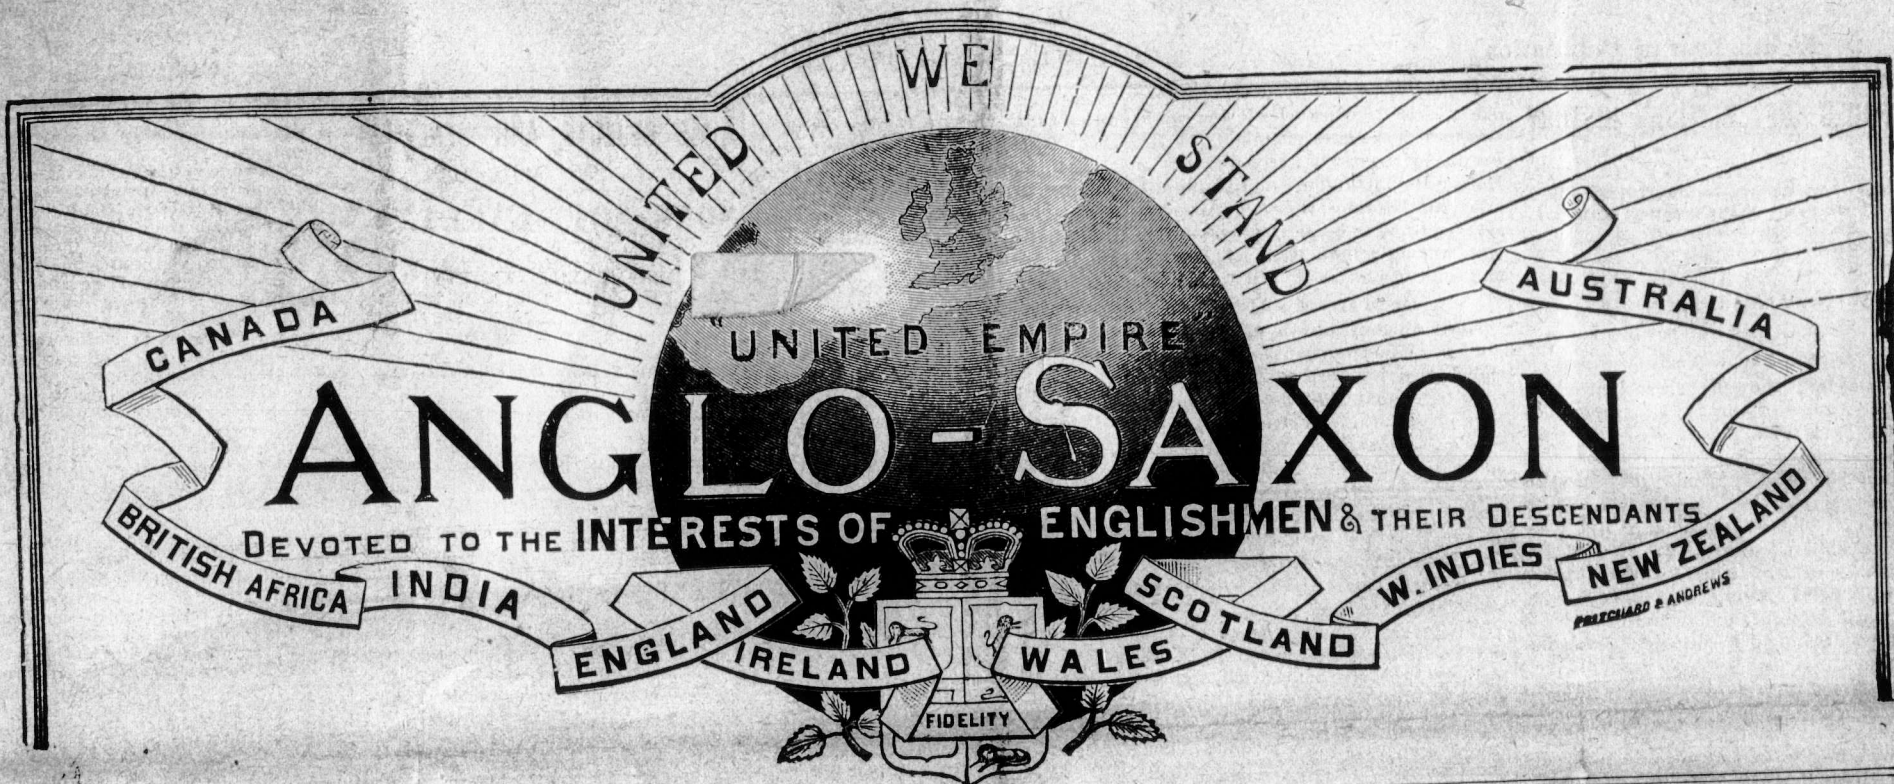 UNITED WE STAND
CANADA
AUSTRALIA
"UNITED EMPIRE"
ANGLO-SAXON
DEVOTED TO THE INTERESTS OF ENGLISHMEN & THEIR DESCENDANTS
BRITISH AFRICA
INDIA
ENGLAND
IRELAND
WALES
SCOTLAND
W. INDIES
NEW ZEALAND
PRITCHARD & ANDREWS
FIDELITY